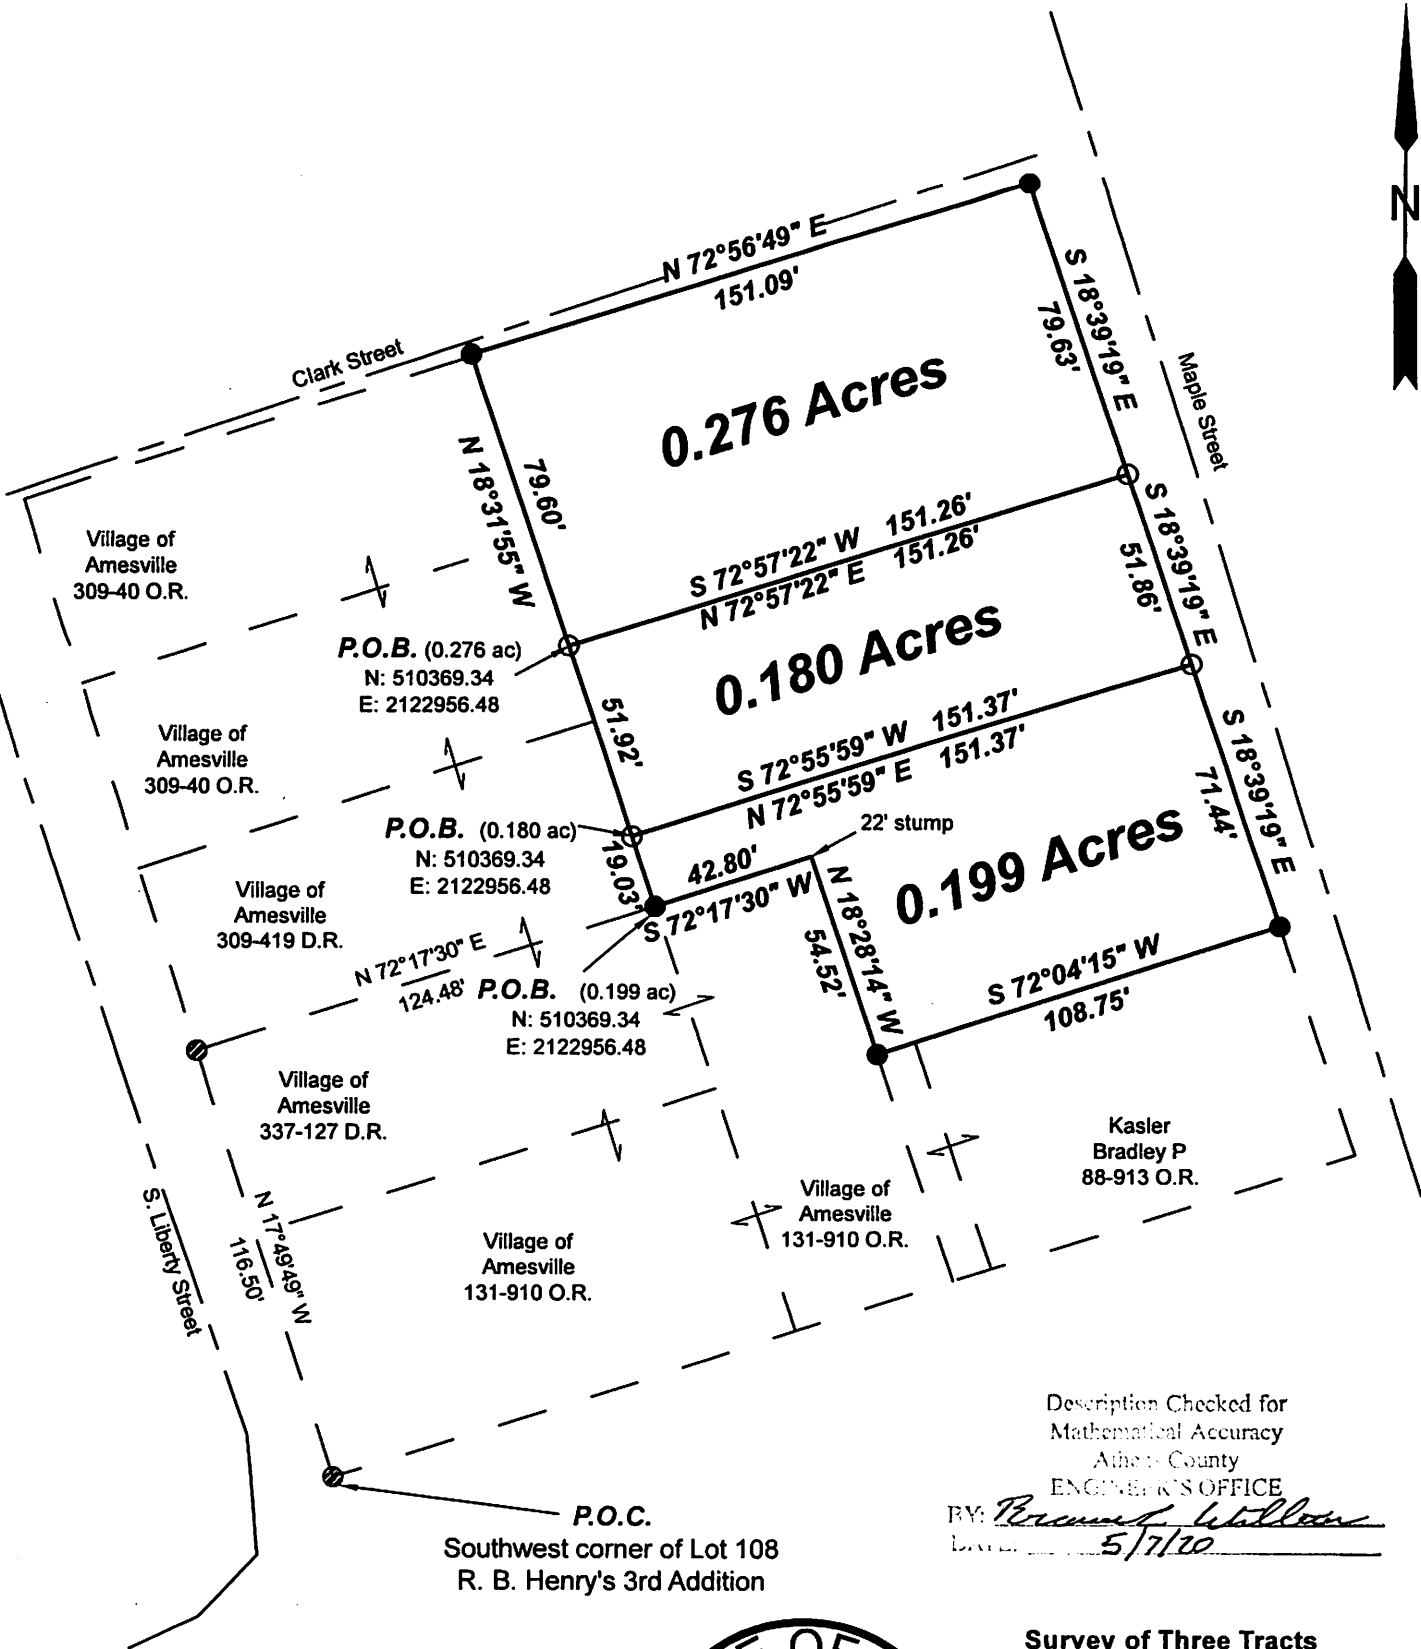 N
N 72°56'49" E
151.09'
Clark Street
S 18°39'19" E
79.63'
Maple Street
0.276 Acres
N 18°31'55" W
79.60'
S 72°57'22" W 151.26'
N 72°57'22" E 151.26'
S 18°39'19" E
51.86'
Village of
Amesville
309-40 O.R.
P.O.B. (0.276 ac)
N: 510369.34
E: 2122956.48
0.180 Acres
51.92'
S 72°55'59" W 151.37'
N 72°55'59" E 151.37'
S 18°39'19" E
71.44'
Village of
Amesville
309-40 O.R.
P.O.B. (0.180 ac)
N: 510369.34
E: 2122956.48
22' stump
19.03'
42.80'
S 72°17'30" W
0.199 Acres
N 18°28'14" W
54.52'
S 72°04'15" W
108.75'
Village of
Amesville
309-419 D.R.
N 72°17'30" E
124.48'
P.O.B. (0.199 ac)
N: 510369.34
E: 2122956.48
Village of
Amesville
337-127 D.R.
Kasler
Bradley P
88-913 O.R.
Village of
Amesville
131-910 O.R.
S. Liberty Street
N 17°49'49" W
116.50'
Village of
Amesville
131-910 O.R.
P.O.C.
Southwest corner of Lot 108
R. B. Henry's 3rd Addition
Description Checked for
Mathematical Accuracy
Athens County
ENGINEER'S OFFICE
BY:
DATE: 5/7/20
E OF
Survey of Three Tracts